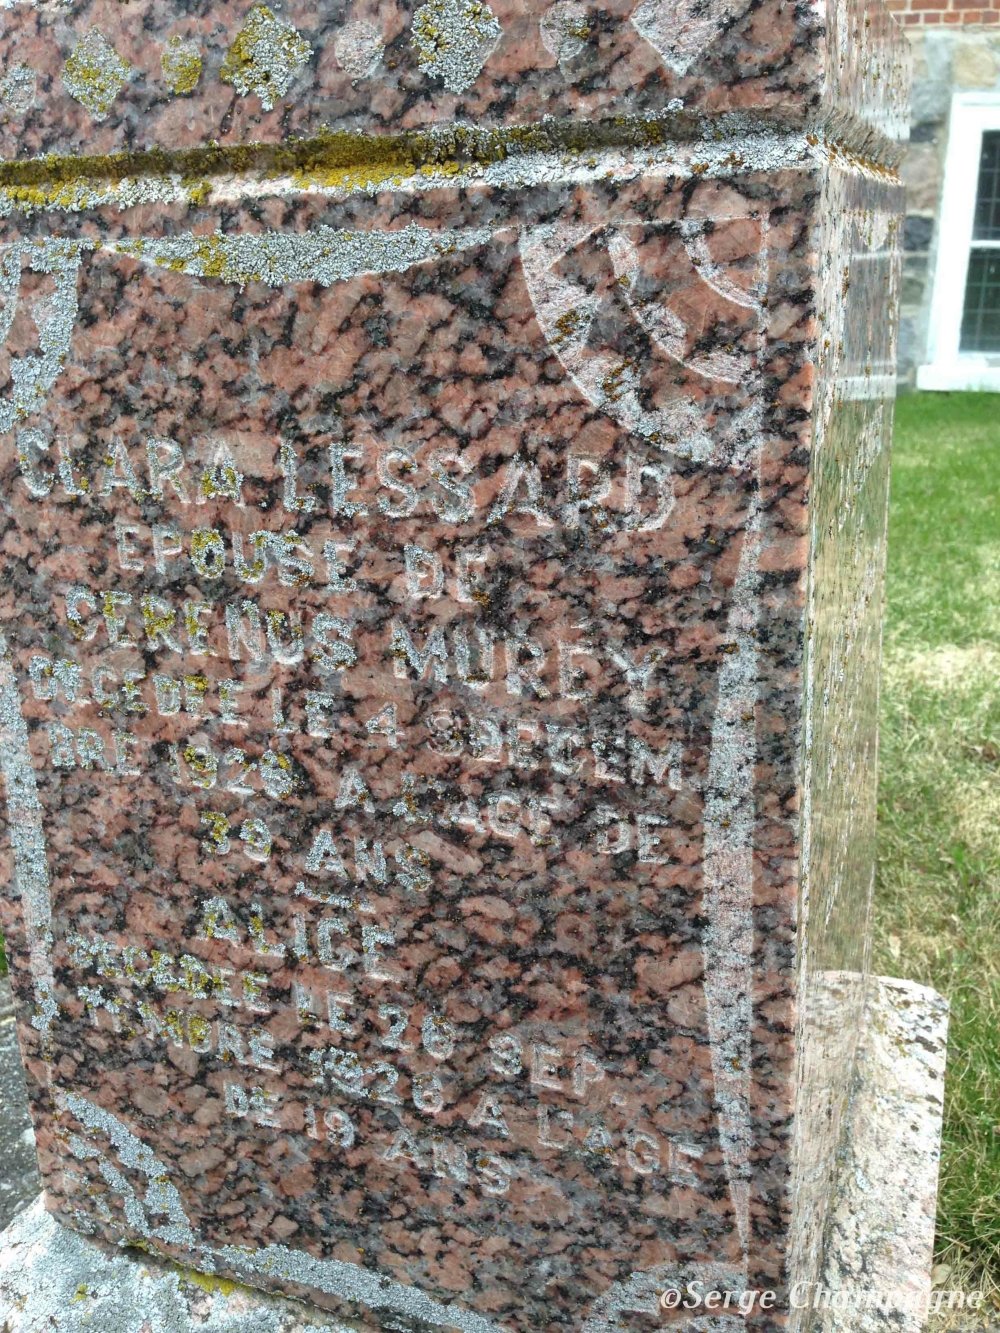 CLARA LESSARD
EPOUSE DE
SERENUS MUREY
DECEDEE LE 4 DECEM
BRE 1928 A L'AGE DE
39 ANS
ALICE
DECEDEE LE 26 SEP.
TEMBRE 1926 A L'AGE
DE 19 ANS
©Serge Champagne